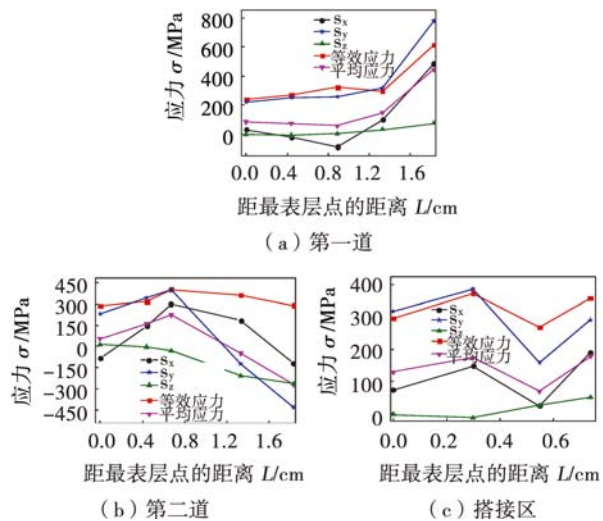 应力 σ /MPa
800
600
400
200
0
Sx
Sy
Sz
等效应力
平均应力
0.0 0.4 0.8 1.2 1.6
距最表层点的距离 L/cm
（a）第一道
应力 σ /MPa
450
300
150
0
−150
−300
−450
Sx
Sy
Sz
等效应力
平均应力
0.0 0.4 0.8 1.2 1.6
距最表层点的距离 L/cm
（b）第二道
应力 σ /MPa
400
300
200
100
0
Sx
Sy
Sz
等效应力
平均应力
0.0 0.2 0.4 0.6
距最表层点的距离 L/cm
（c）搭接区